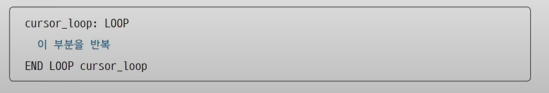 cursor_loop: LOOP
이 부분을 반복
END LOOP cursor_loop